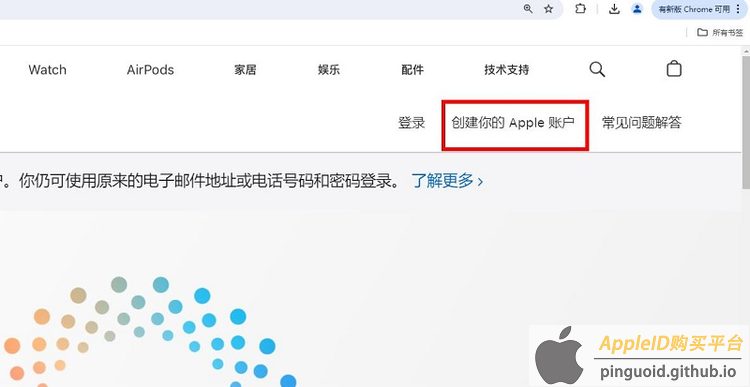 有新版 Chrome 可用
所有书签
Watch AirPods 家居 娱乐 配件 技术支持
登录 创建你的 Apple 账户 常见问题解答
。你仍可使用原来的电子邮件地址或电话号码和密码登录。 了解更多 >
AppleID购买平台
pinguoid.github.io